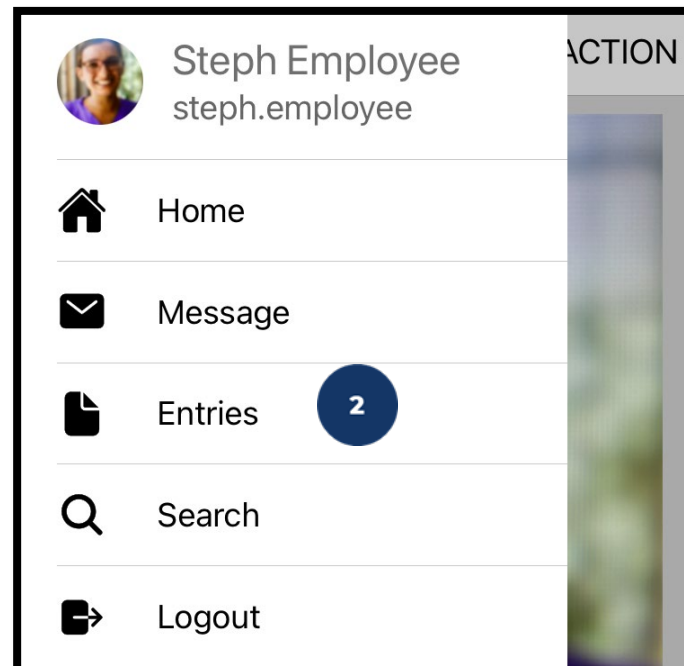 Steph Employee
steph.employee
ACTION
Home
Message
Entries
2
Search
Logout